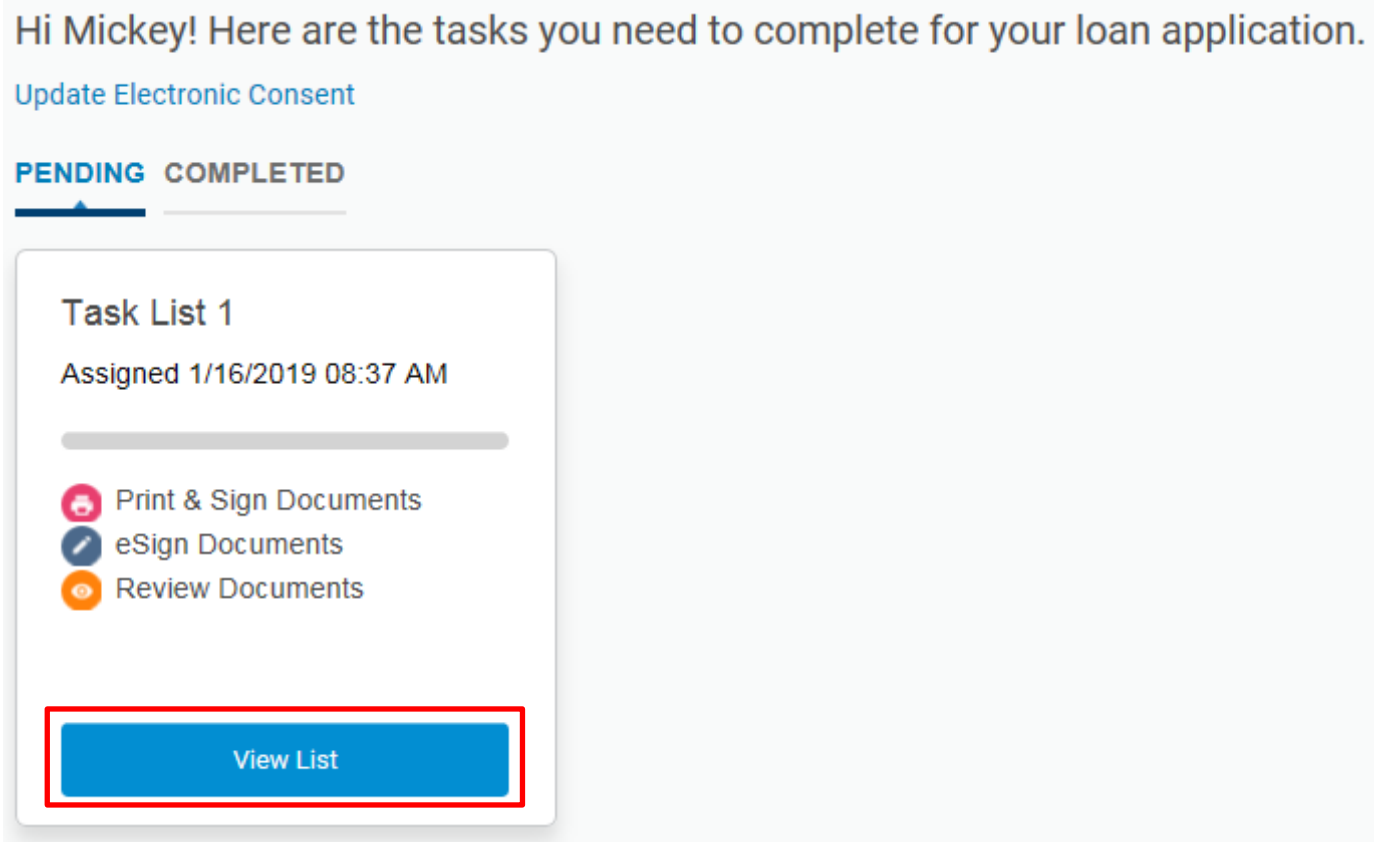 Hi Mickey! Here are the tasks you need to complete for your loan application.
Update Electronic Consent
PENDING COMPLETED
Task List 1
Assigned 1/16/2019 08:37 AM
Print & Sign Documents
eSign Documents
Review Documents
View List